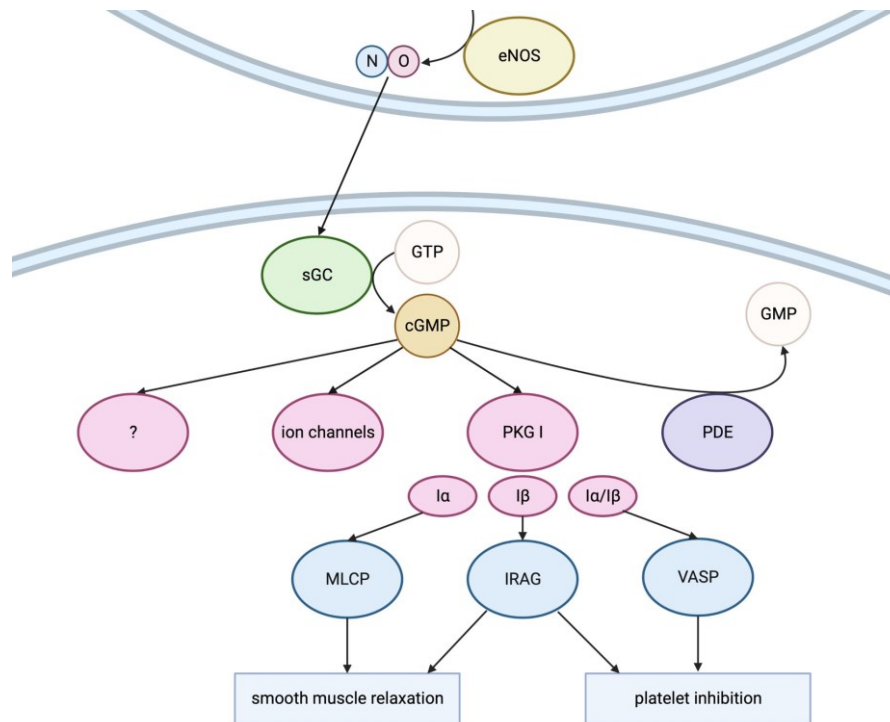 N O
eNOS
sGC
GTP
cGMP
GMP
?
ion channels
PKG I
PDE
Iα
Iβ
Iα/Iβ
MLCP
IRAG
VASP
smooth muscle relaxation
platelet inhibition